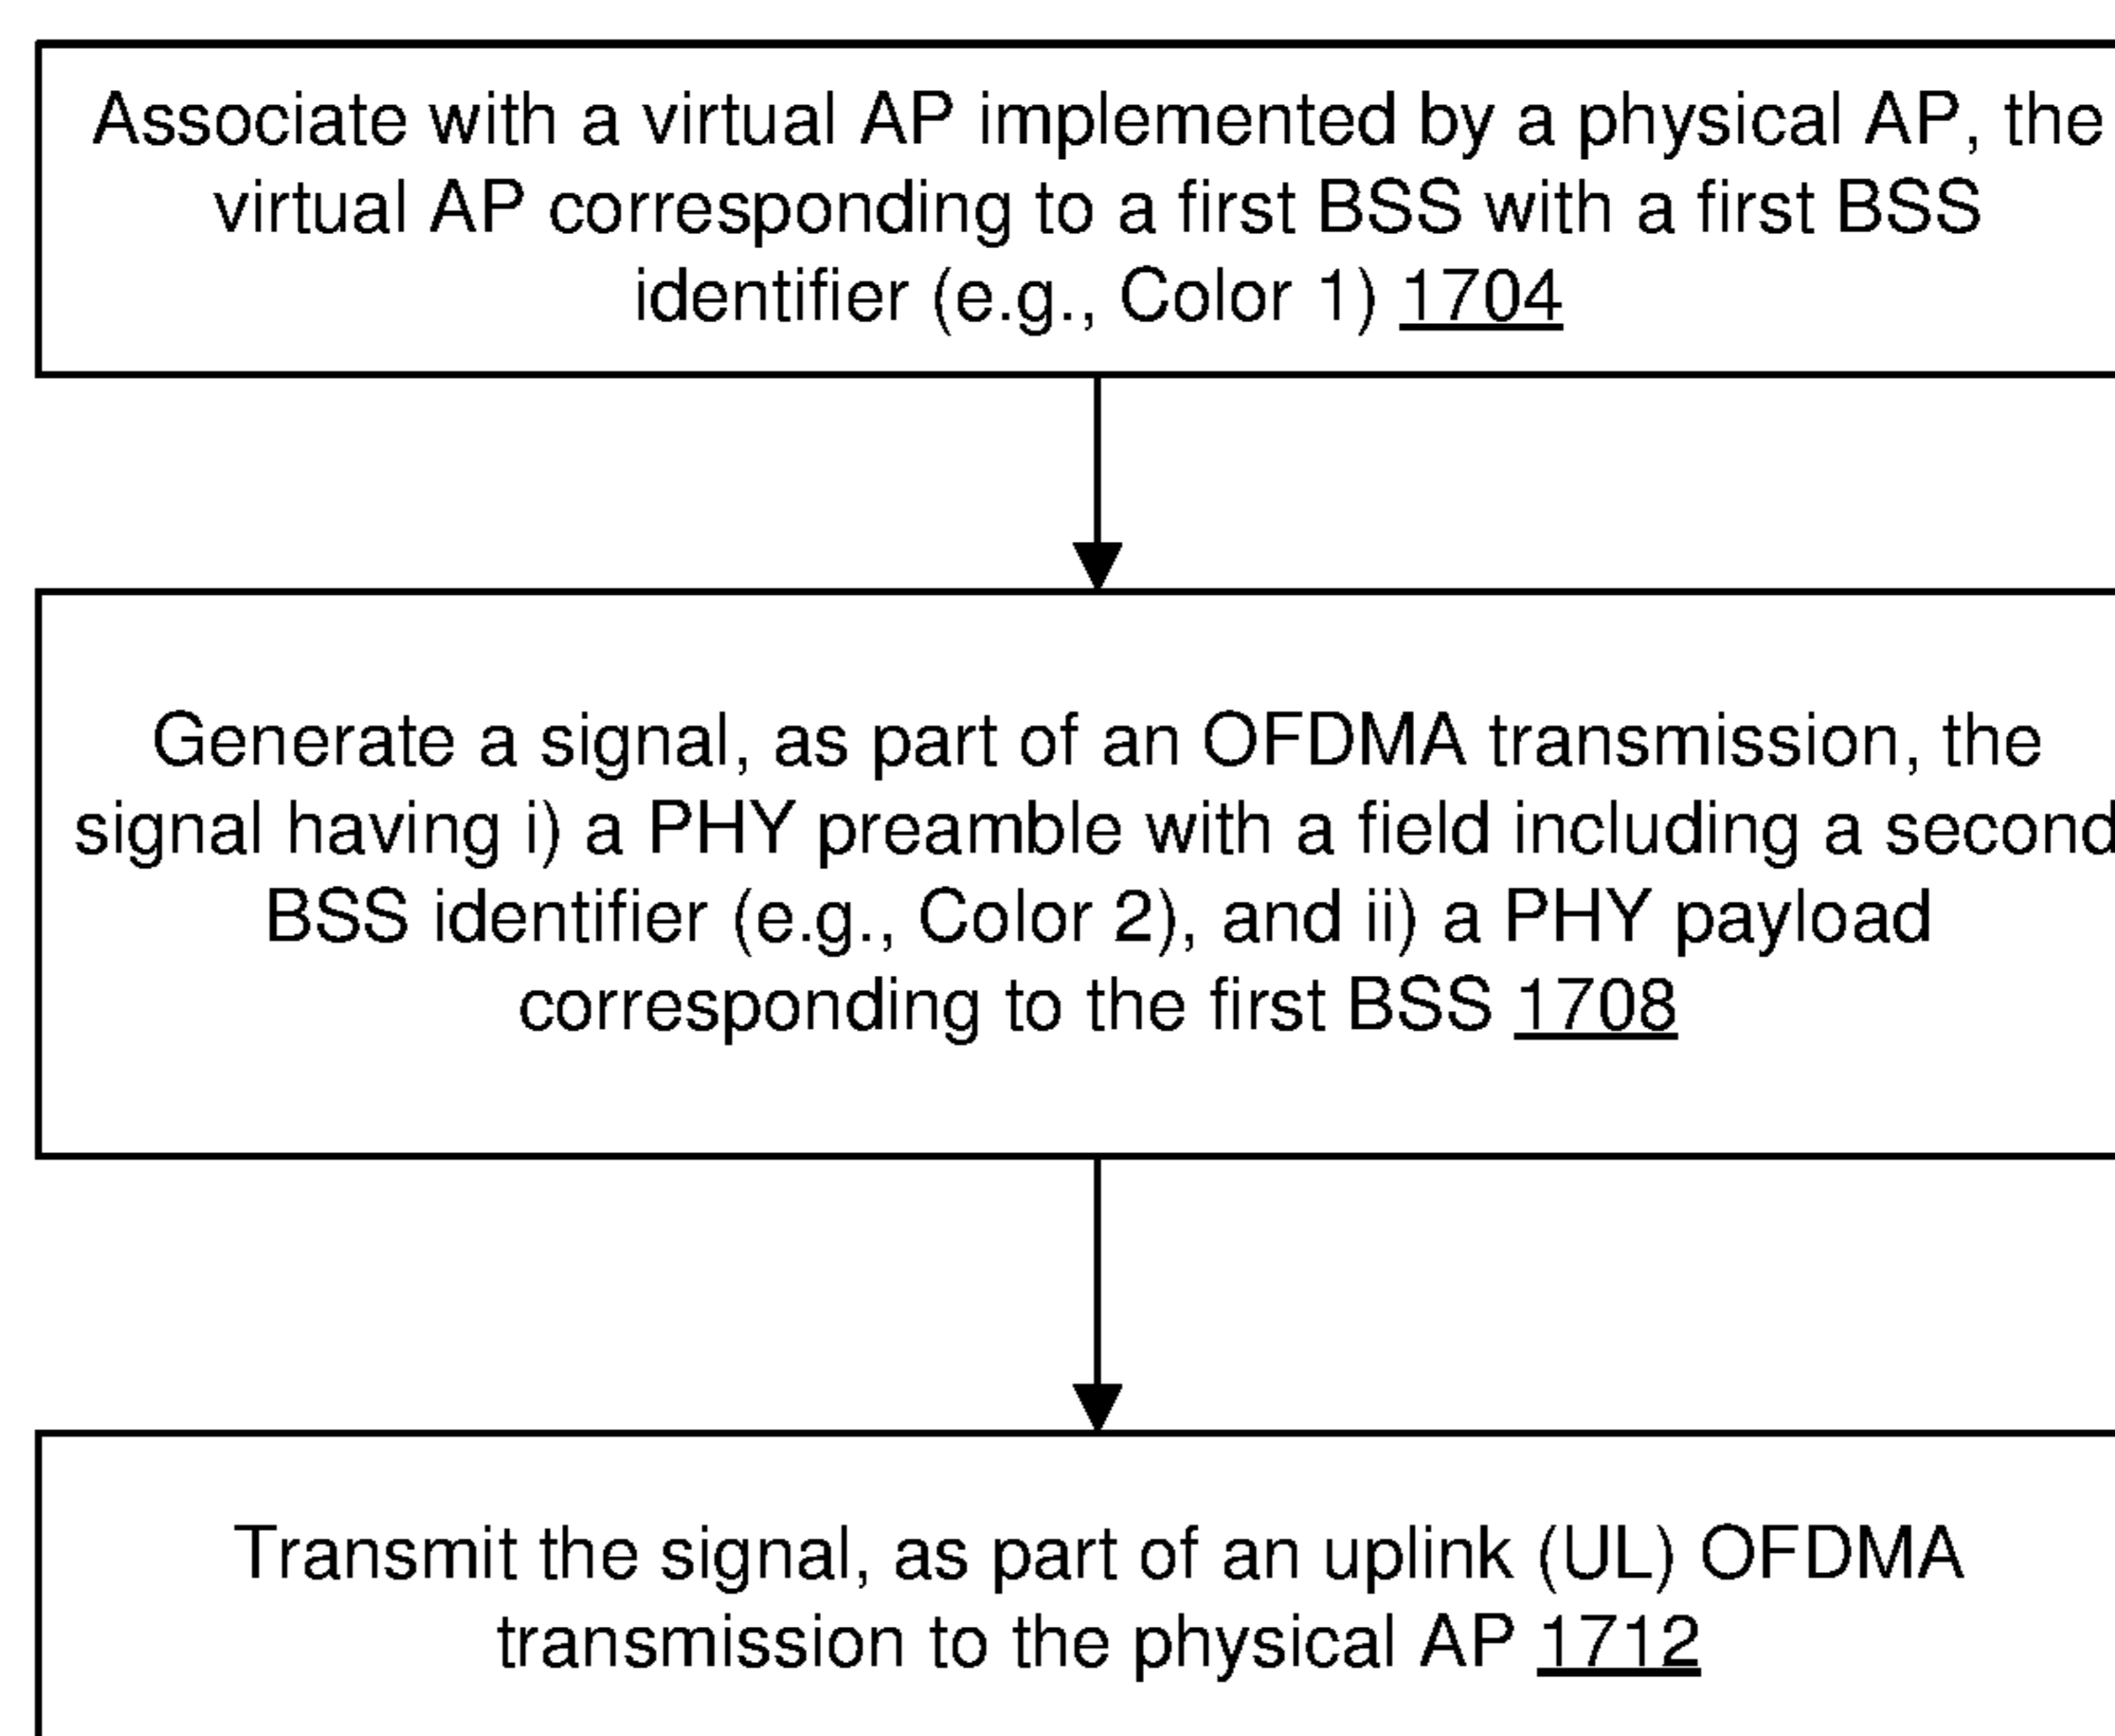 Associate with a virtual AP implemented by a physical AP, the
virtual AP corresponding to a first BSS with a first BSS
identifier (e.g., Color 1) 1704
Generate a signal, as part of an OFDMA transmission, the
signal having i) a PHY preamble with a field including a second
BSS identifier (e.g., Color 2), and ii) a PHY payload
corresponding to the first BSS 1708
Transmit the signal, as part of an uplink (UL) OFDMA
transmission to the physical AP 1712